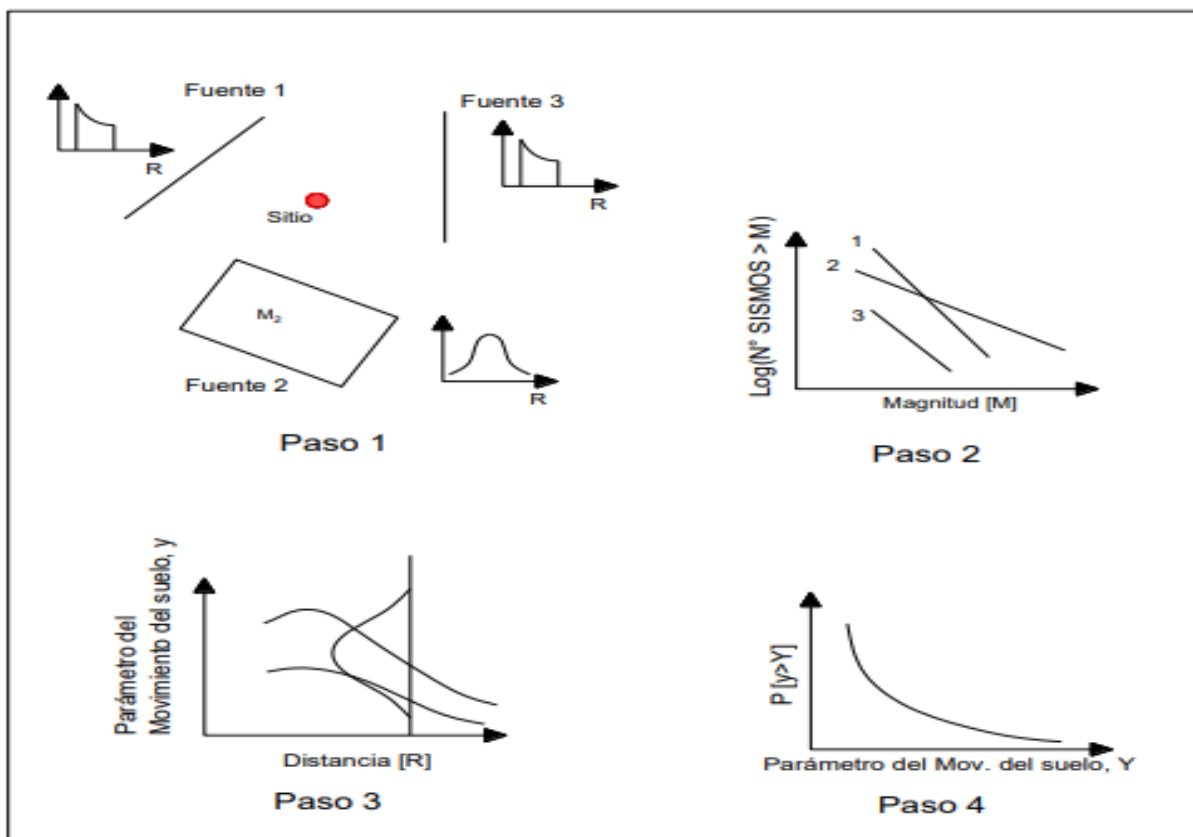 Fuente 1
R
Fuente 3
R
Sitio
M₂
Fuente 2
R
Paso 1
Log(N° SISMOS > M)
1
2
3
Magnitud [M]
Paso 2
Parámetro del
Movimiento del suelo, y
Distancia [R]
Paso 3
P [y>Y]
Parámetro del Mov. del suelo, Y
Paso 4